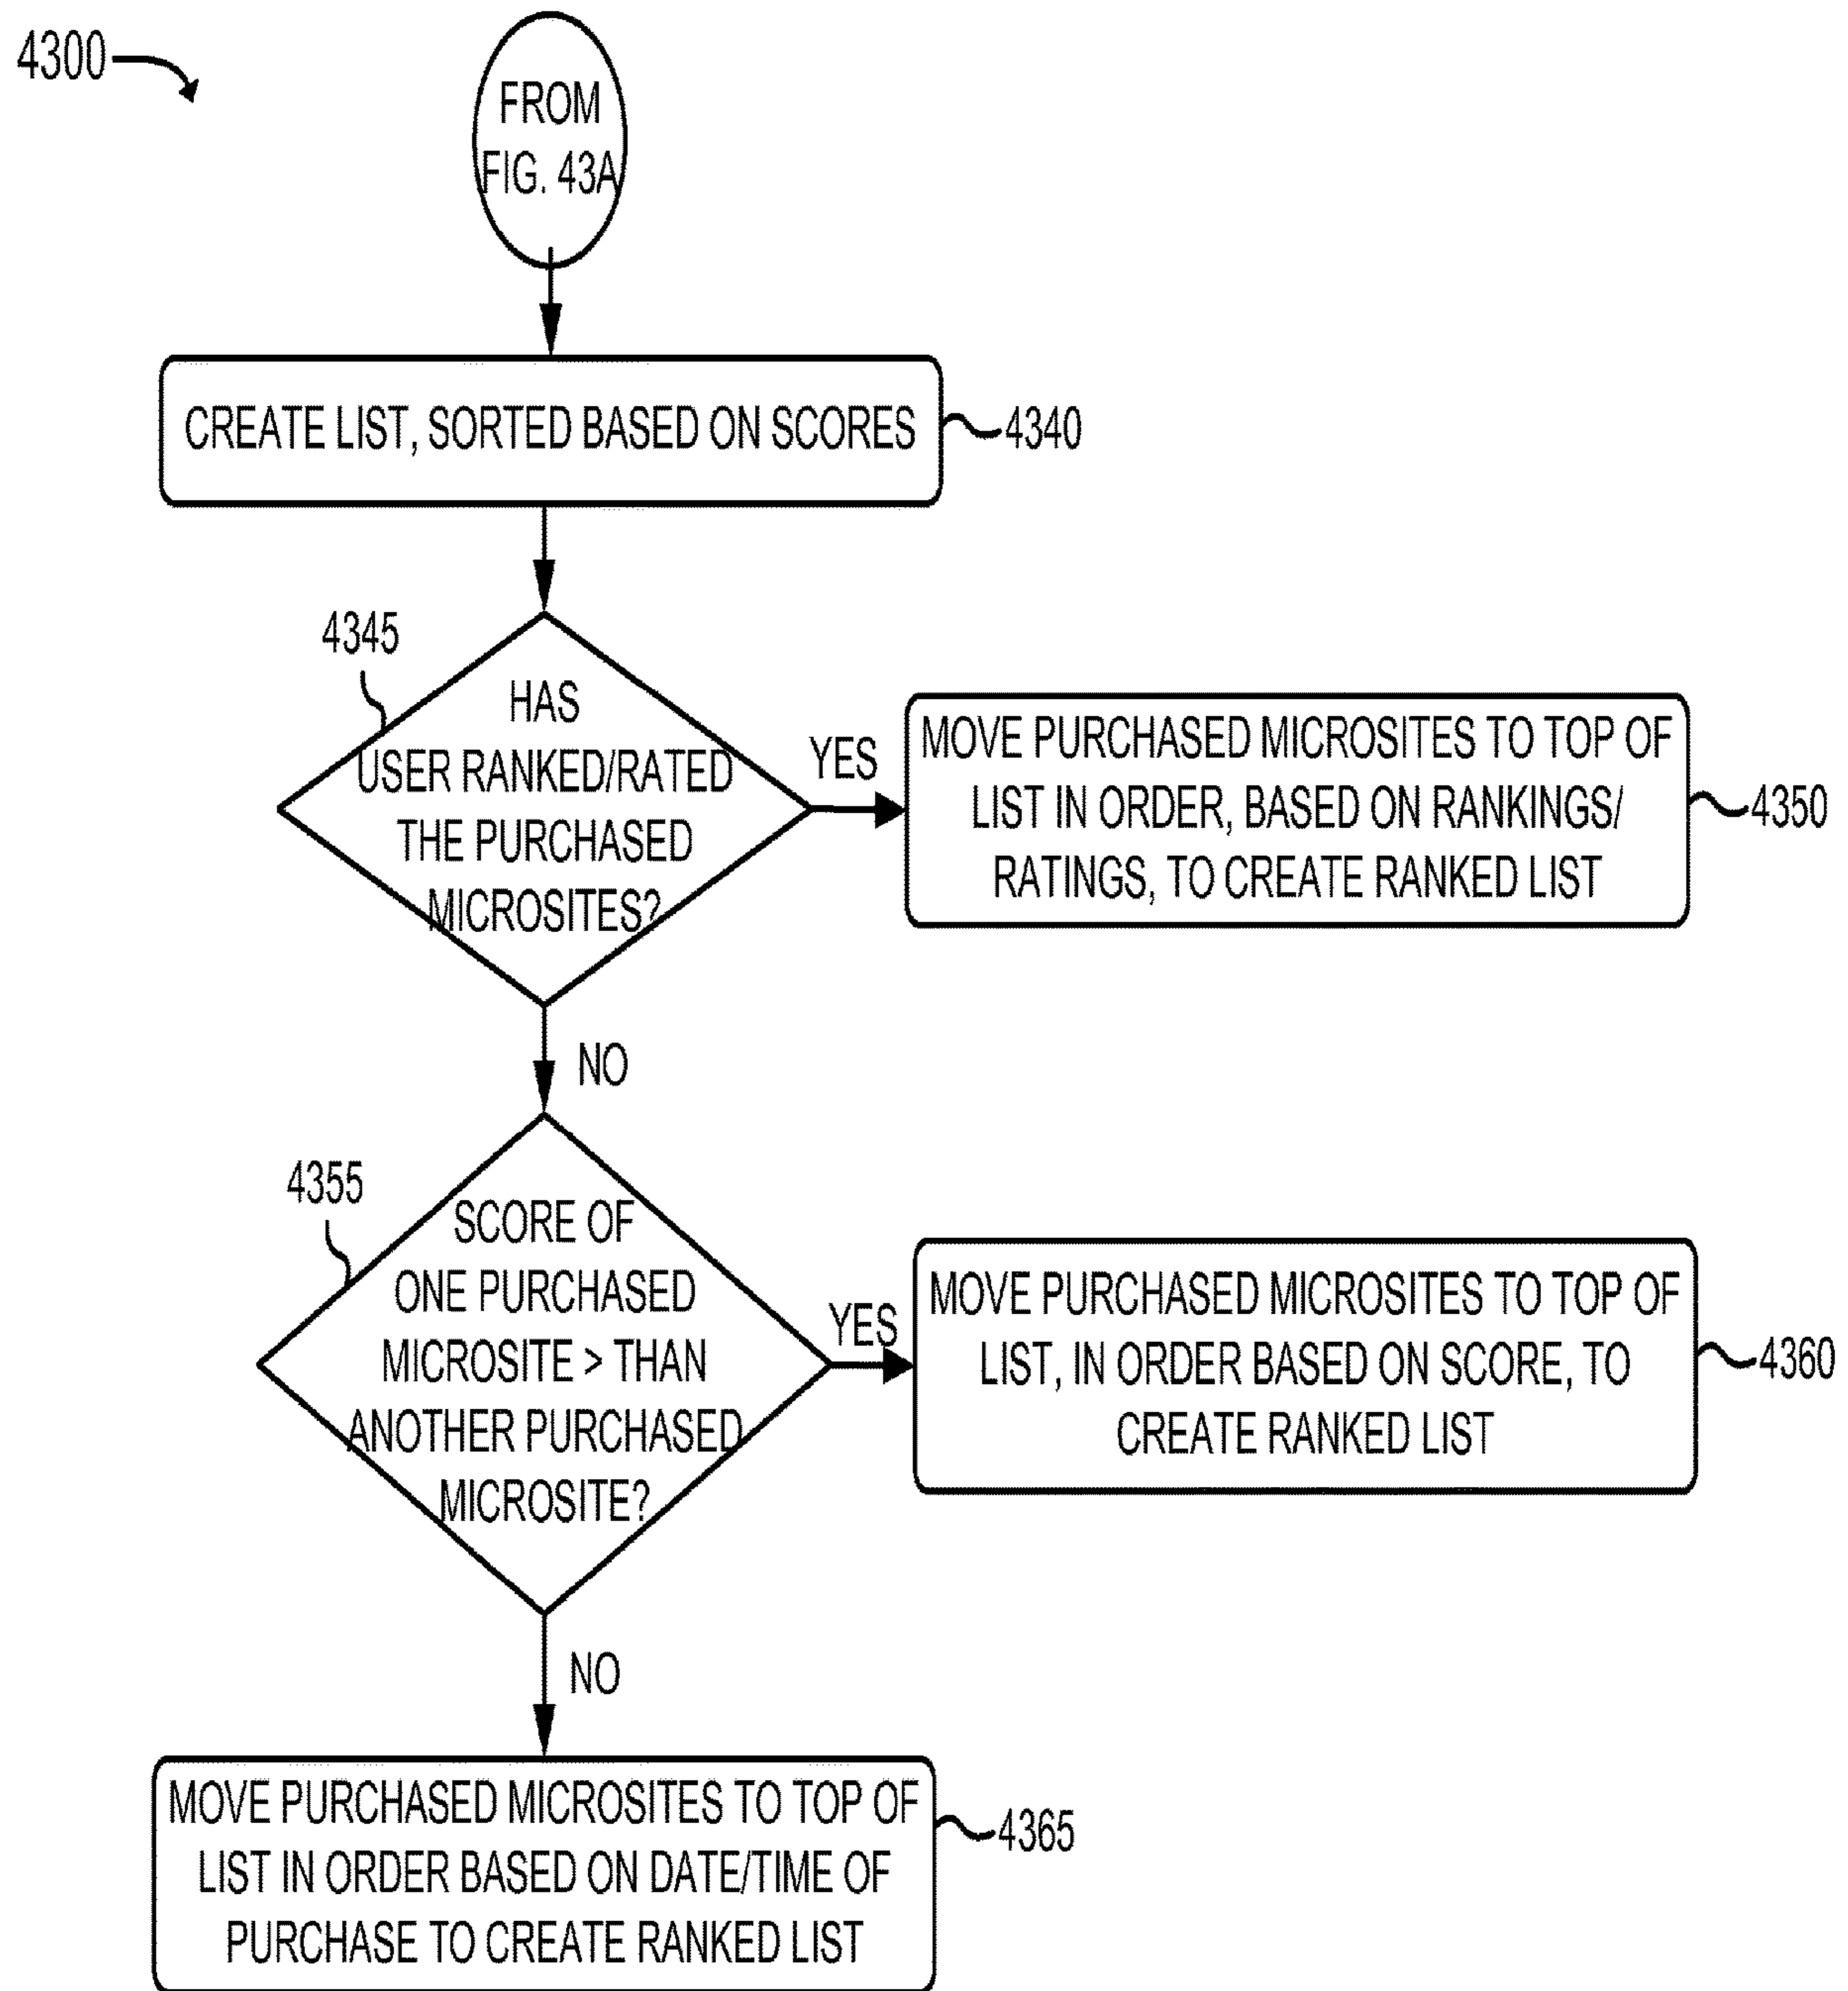 4300
FROM
FIG. 43A
CREATE LIST, SORTED BASED ON SCORES
4340
4345
HAS
USER RANKED/RATED
THE PURCHASED
MICROSITES?
YES
MOVE PURCHASED MICROSITES TO TOP OF
LIST IN ORDER, BASED ON RANKINGS/
RATINGS, TO CREATE RANKED LIST
4350
NO
4355
SCORE OF
ONE PURCHASED
MICROSITE > THAN
ANOTHER PURCHASED
MICROSITE?
YES
MOVE PURCHASED MICROSITES TO TOP OF
LIST, IN ORDER BASED ON SCORE, TO
CREATE RANKED LIST
4360
NO
MOVE PURCHASED MICROSITES TO TOP OF
LIST IN ORDER BASED ON DATE/TIME OF
PURCHASE TO CREATE RANKED LIST
4365